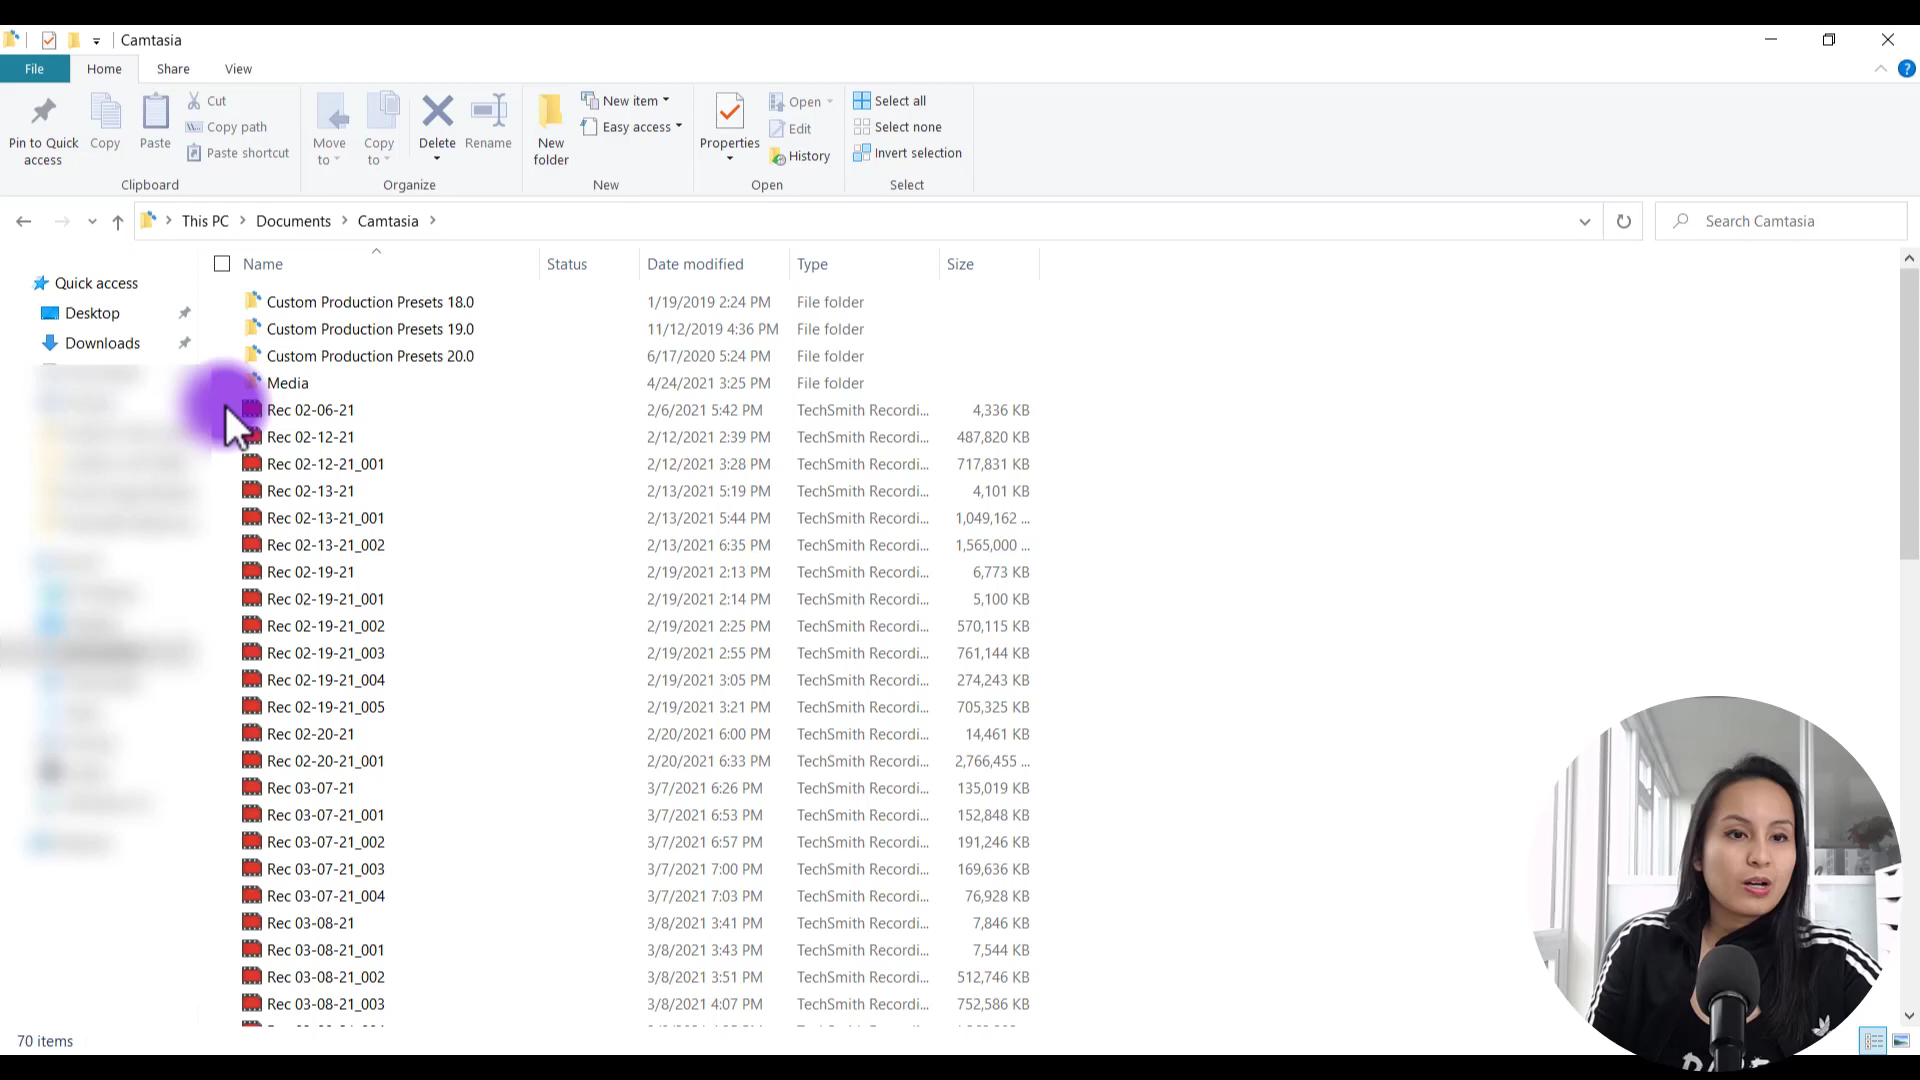 Camtasia
File Home Share View
Pin to Quick access
Copy
Paste
Cut
Copy path
Paste shortcut
Clipboard
Move to
Copy to
Delete
Rename
Organize
New folder
New item
Easy access
New
Properties
Open
Edit
History
Open
Select all
Select none
Invert selection
Select
This PC Documents Camtasia
Search Camtasia
Quick access
Desktop
Downloads
Name Status Date modified Type Size
Custom Production Presets 18.0 1/19/2019 2:24 PM File folder
Custom Production Presets 19.0 11/12/2019 4:36 PM File folder
Custom Production Presets 20.0 6/17/2020 5:24 PM File folder
Media 4/24/2021 3:25 PM File folder
Rec 02-06-21 2/6/2021 5:42 PM TechSmith Recordi... 4,336 KB
Rec 02-12-21 2/12/2021 2:39 PM TechSmith Recordi... 487,820 KB
Rec 02-12-21_001 2/12/2021 3:28 PM TechSmith Recordi... 717,831 KB
Rec 02-13-21 2/13/2021 5:19 PM TechSmith Recordi... 4,101 KB
Rec 02-13-21_001 2/13/2021 5:44 PM TechSmith Recordi... 1,049,162 ...
Rec 02-13-21_002 2/13/2021 6:35 PM TechSmith Recordi... 1,565,000 ...
Rec 02-19-21 2/19/2021 2:13 PM TechSmith Recordi... 6,773 KB
Rec 02-19-21_001 2/19/2021 2:14 PM TechSmith Recordi... 5,100 KB
Rec 02-19-21_002 2/19/2021 2:25 PM TechSmith Recordi... 570,115 KB
Rec 02-19-21_003 2/19/2021 2:55 PM TechSmith Recordi... 761,144 KB
Rec 02-19-21_004 2/19/2021 3:05 PM TechSmith Recordi... 274,243 KB
Rec 02-19-21_005 2/19/2021 3:21 PM TechSmith Recordi... 705,325 KB
Rec 02-20-21 2/20/2021 6:00 PM TechSmith Recordi... 14,461 KB
Rec 02-20-21_001 2/20/2021 6:33 PM TechSmith Recordi... 2,766,455 ...
Rec 03-07-21 3/7/2021 6:26 PM TechSmith Recordi... 135,019 KB
Rec 03-07-21_001 3/7/2021 6:53 PM TechSmith Recordi... 152,848 KB
Rec 03-07-21_002 3/7/2021 6:57 PM TechSmith Recordi... 191,246 KB
Rec 03-07-21_003 3/7/2021 7:00 PM TechSmith Recordi... 169,636 KB
Rec 03-07-21_004 3/7/2021 7:03 PM TechSmith Recordi... 76,928 KB
Rec 03-08-21 3/8/2021 3:41 PM TechSmith Recordi... 7,846 KB
Rec 03-08-21_001 3/8/2021 3:43 PM TechSmith Recordi... 7,544 KB
Rec 03-08-21_002 3/8/2021 3:51 PM TechSmith Recordi... 512,746 KB
Rec 03-08-21_003 3/8/2021 4:07 PM TechSmith Recordi... 752,586 KB
70 items